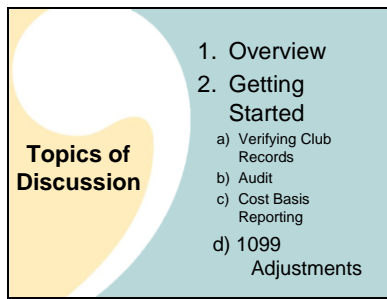 Topics of
Discussion
1. Overview
2. Getting
Started
a) Verifying Club
Records
b) Audit
c) Cost Basis
Reporting
d) 1099
Adjustments